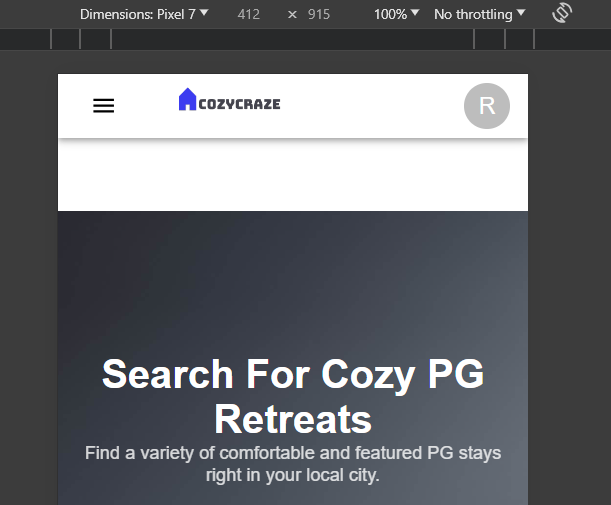 Dimensions: Pixel 7 ▼ 412 × 915 100% ▼ No throttling ▼
COZYCRAZE R
Search For Cozy PG
Retreats
Find a variety of comfortable and featured PG stays
right in your local city.